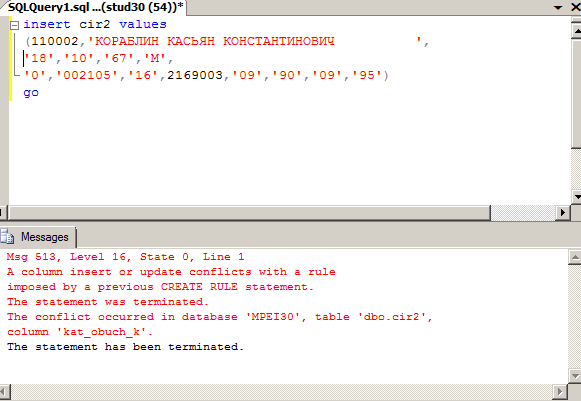 SQLQuery1.sql ...(stud30 (54))*
insert cir2 values
(110002,'КОРАБЛИН КАСЬЯН КОНСТАНТИНОВИЧ           ',
'18','10','67','М',
'0','002105','16',2169003,'09','90','09','95')
go
Messages
Msg 513, Level 16, State 0, Line 1
A column insert or update conflicts with a rule
imposed by a previous CREATE RULE statement.
The statement was terminated.
The conflict occurred in database 'MPEI30', table 'dbo.cir2',
column 'kat_obuch_k'.
The statement has been terminated.